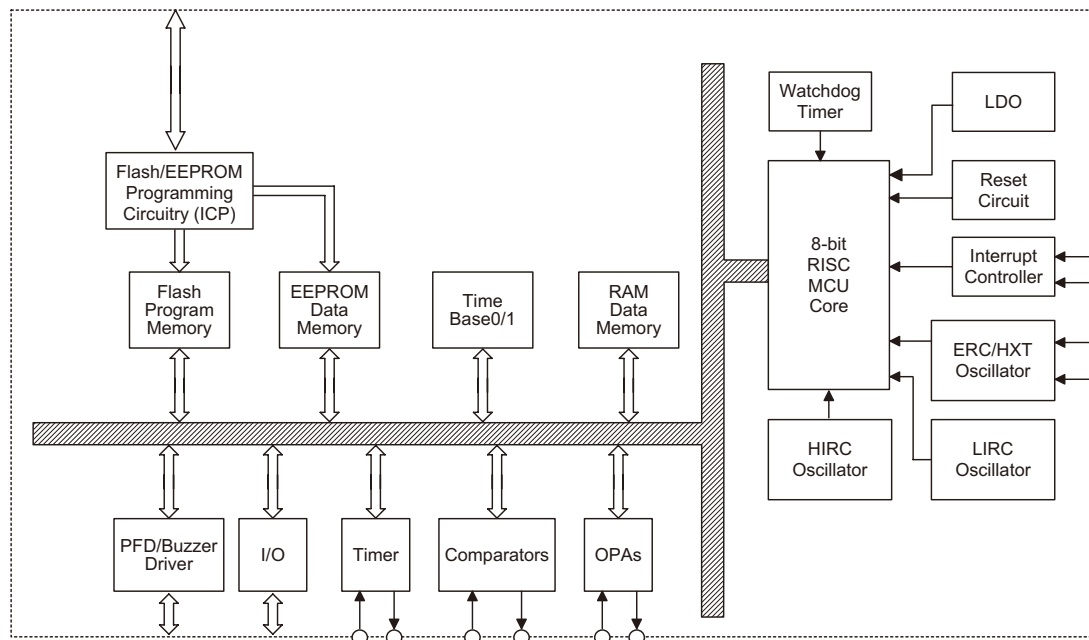 Watchdog
Timer
LDO
Flash/EEPROM
Programming
Circuitry (ICP)
Reset
Circuit
8-bit
RISC
MCU
Core
Interrupt
Controller
Flash
Program
Memory
EEPROM
Data
Memory
Time
Base0/1
RAM
Data
Memory
ERC/HXT
Oscillator
HIRC
Oscillator
LIRC
Oscillator
PFD/Buzzer
Driver
I/O
Timer
Comparators
OPAs